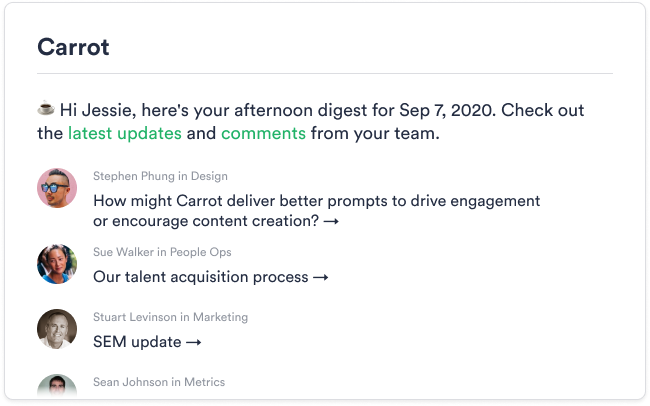 Carrot
☕ Hi Jessie, here's your afternoon digest for Sep 7, 2020. Check out
the latest updates and comments from your team.
Stephen Phung in Design
How might Carrot deliver better prompts to drive engagement
or encourage content creation? →
Sue Walker in People Ops
Our talent acquisition process →
Stuart Levinson in Marketing
SEM update →
Sean Johnson in Metrics